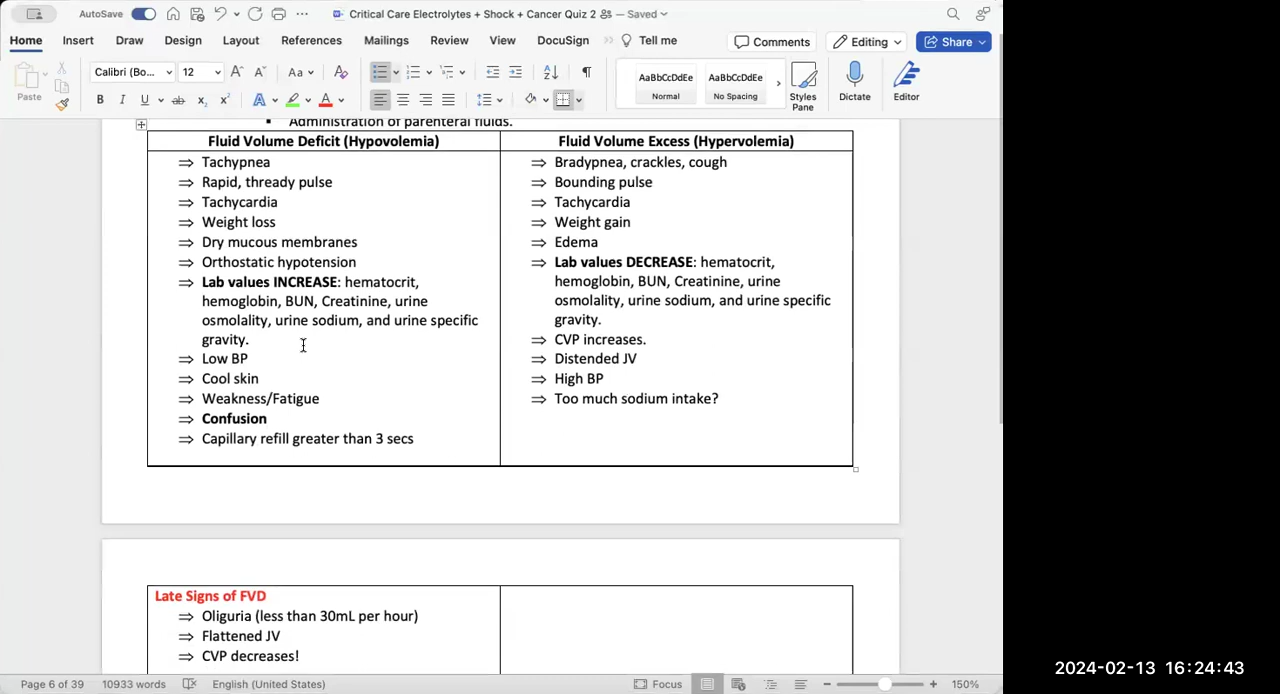 AutoSave
Critical Care Electrolytes + Shock + Cancer Quiz 2 — Saved
Home Insert Draw Design Layout References Mailings Review View DocuSign Tell me Comments Editing Share
Paste
Calibri (Bo... 12
AaBbCcDdEe AaBbCcDdEe
Normal No Spacing
Styles Pane
Dictate
Editor
Administration of parenteral fluids.
Fluid Volume Deficit (Hypovolemia)
⇒ Tachypnea
⇒ Rapid, thready pulse
⇒ Tachycardia
⇒ Weight loss
⇒ Dry mucous membranes
⇒ Orthostatic hypotension
⇒ Lab values INCREASE: hematocrit,
hemoglobin, BUN, Creatinine, urine
osmolality, urine sodium, and urine specific
gravity.
⇒ Low BP
⇒ Cool skin
⇒ Weakness/Fatigue
⇒ Confusion
⇒ Capillary refill greater than 3 secs
Fluid Volume Excess (Hypervolemia)
⇒ Bradypnea, crackles, cough
⇒ Bounding pulse
⇒ Tachycardia
⇒ Weight gain
⇒ Edema
⇒ Lab values DECREASE: hematocrit,
hemoglobin, BUN, Creatinine, urine
osmolality, urine sodium, and urine specific
gravity.
⇒ CVP increases.
⇒ Distended JV
⇒ High BP
⇒ Too much sodium intake?
Late Signs of FVD
⇒ Oliguria (less than 30mL per hour)
⇒ Flattened JV
⇒ CVP decreases!
Page 6 of 39 10933 words English (United States) Focus 150%
2024-02-13 16:24:43